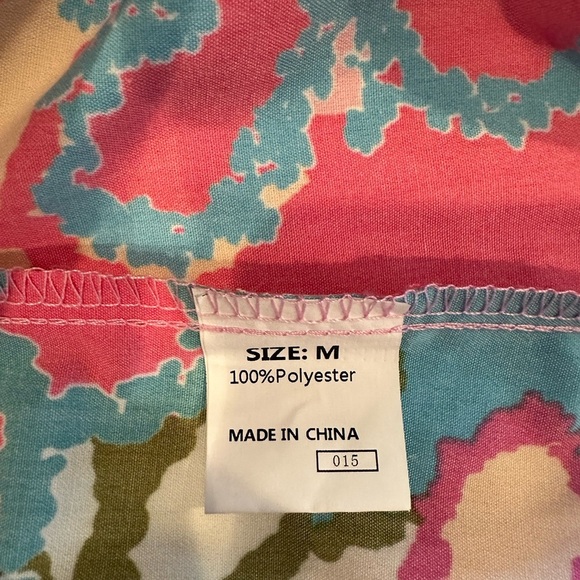 SIZE: M
100%Polyester
MADE IN CHINA
015